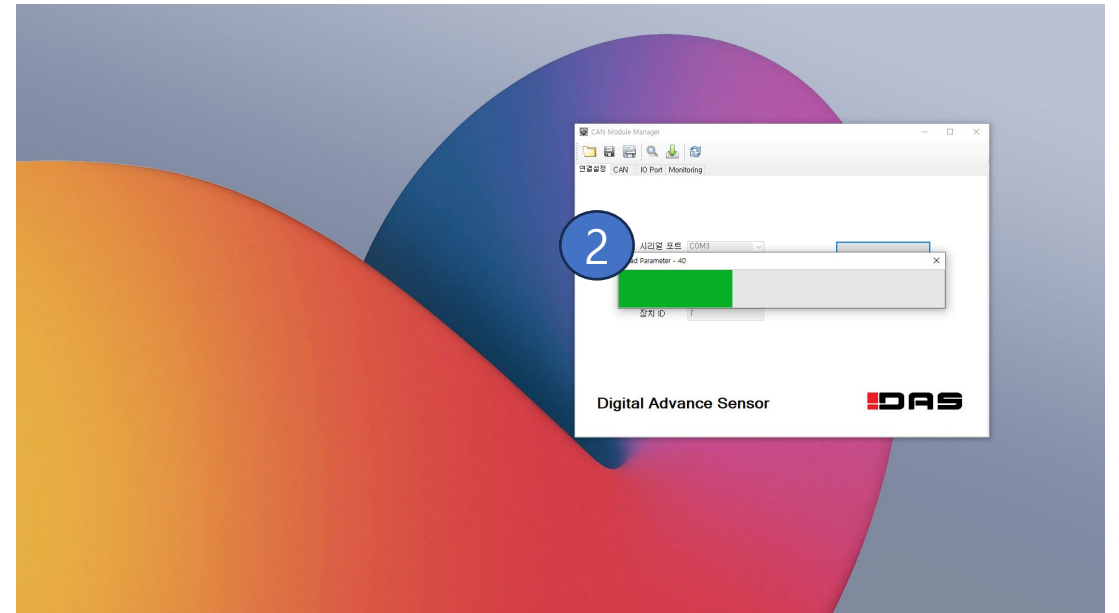 CAN Module Manager
연결설정 CAN IO Port Monitoring
2
시리얼 포트 COM3
Parameter - 40
장치 ID 7
Digital Advance Sensor
DAS